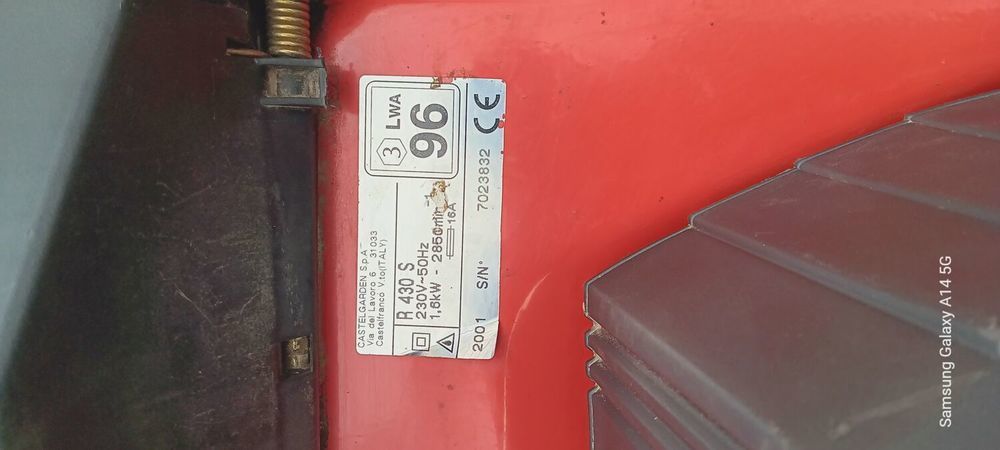 CASTELGARDEN S.p.A
Via del Lavoro 6 31033
Castelfranco V.to(ITALY)
R 430 S
230V~50Hz
1,6kW - 2850min
16A
3 LWA
96
2001 S/N° 7023832 CE
Samsung Galaxy A14 5G